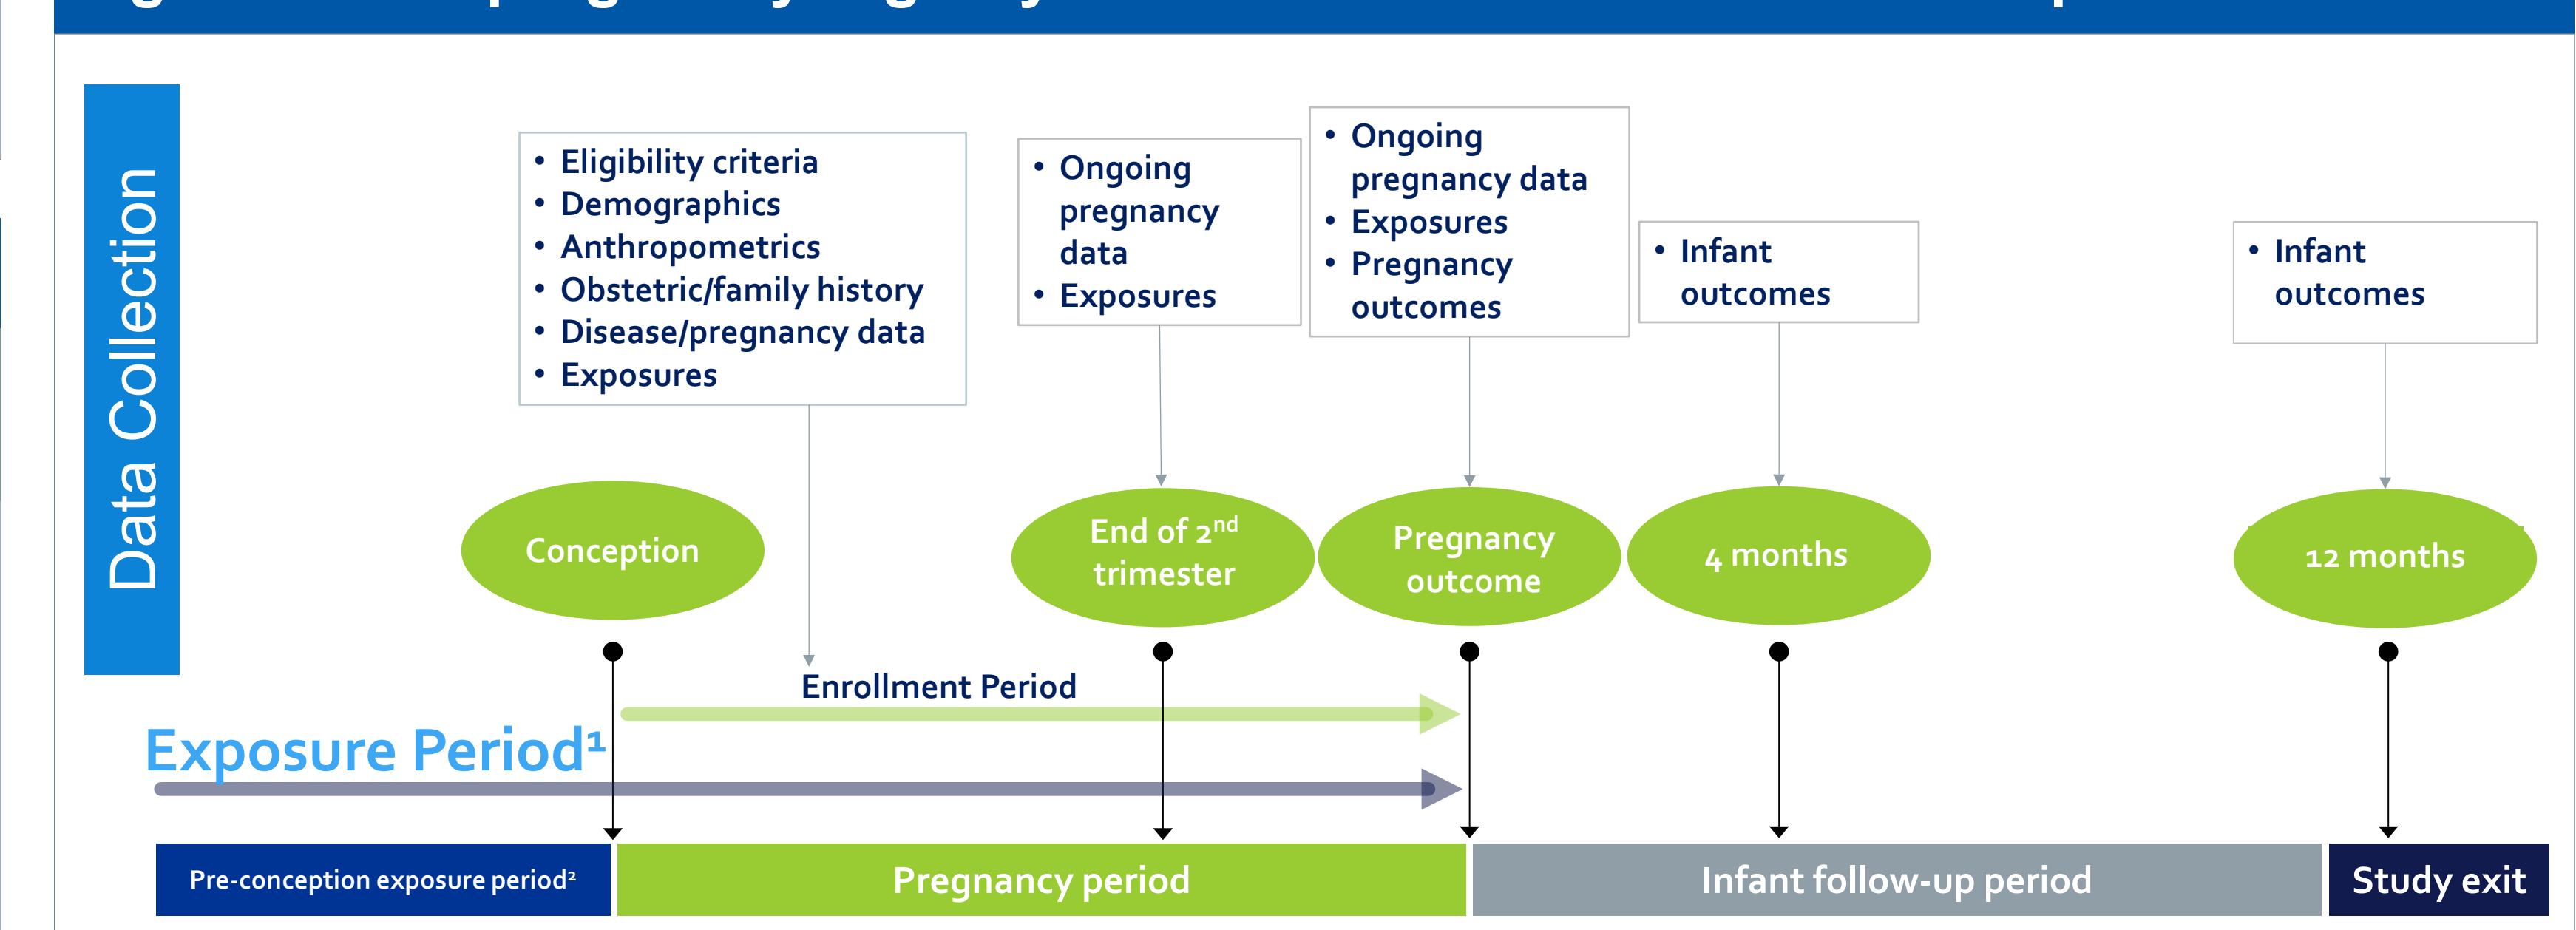 Data Collection
• Eligibility criteria
• Demographics
• Anthropometrics
• Obstetric/family history
• Disease/pregnancy data
• Exposures
• Ongoing
pregnancy
data
• Exposures
• Ongoing
pregnancy data
• Exposures
• Pregnancy
outcomes
• Infant
outcomes
• Infant
outcomes
Conception
End of 2nd
trimester
Pregnancy
outcome
4 months
12 months
Enrollment Period
Exposure Period¹
Pre-conception exposure period²
Pregnancy period
Infant follow-up period
Study exit